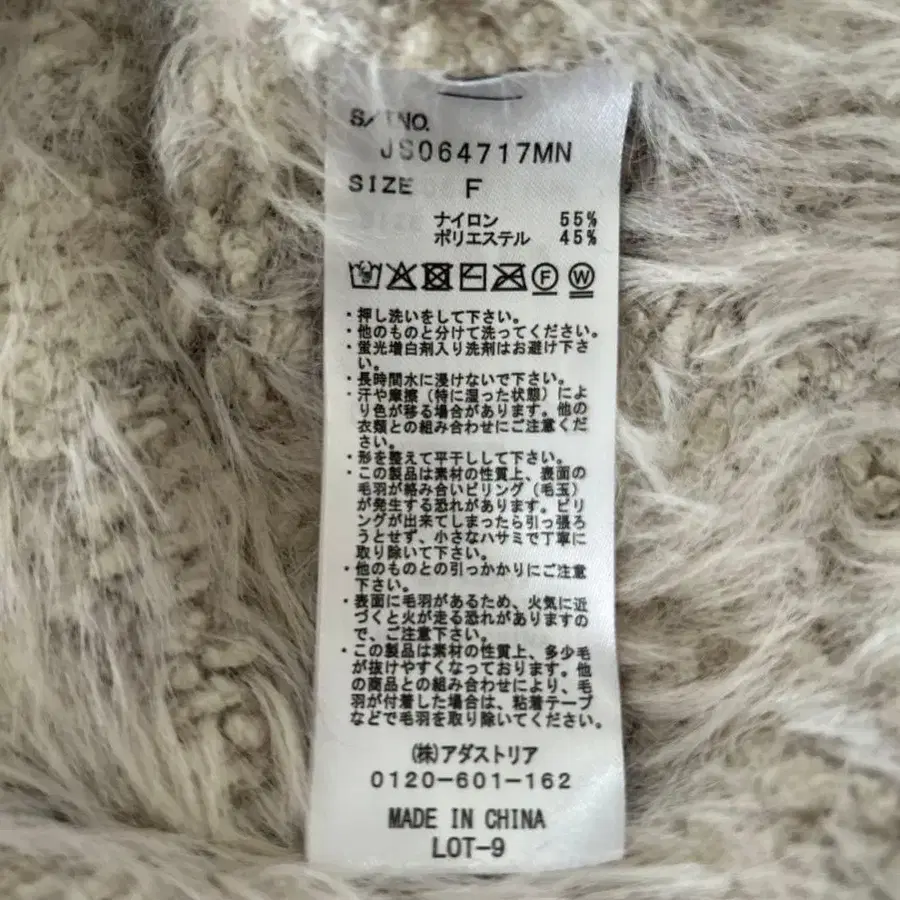 S/TNO.
JS064717MN
SIZE F
ナイロン 55%
ポリエステル 45%
F W
・押し洗いをして下さい。
・他のものと分けて洗ってください。
・蛍光増白剤入り洗剤はお避け下さ
い。
・長時間水に浸けないで下さい。
・汗や摩擦（特に湿った状態）によ
り色が移る場合があります。他の
衣類との組み合わせにご注意くだ
さい。
・形を整えて平干しして下さい。
・この製品は素材の性質上、表面の
毛羽が絡み合いピリング（毛玉）
が発生する恐れがあります。ピリ
ングが出来てしまったら引っ張ろ
うとせず、小さなハサミで丁寧に
取り除いて下さい。
・他のものとの引っかかりにご注意
下さい。
・表面に毛羽があるため、火気に近
づくと火が走る恐れがありますの
で、ご注意下さい。
・この製品は素材の性質上、多少毛
が抜けやすくなっております。他
の商品との組み合わせにより、毛
羽が付着した場合は、粘着テープ
などで毛羽を取り除いてください。
(株)アダストリア
0120-601-162
MADE IN CHINA
LOT-9